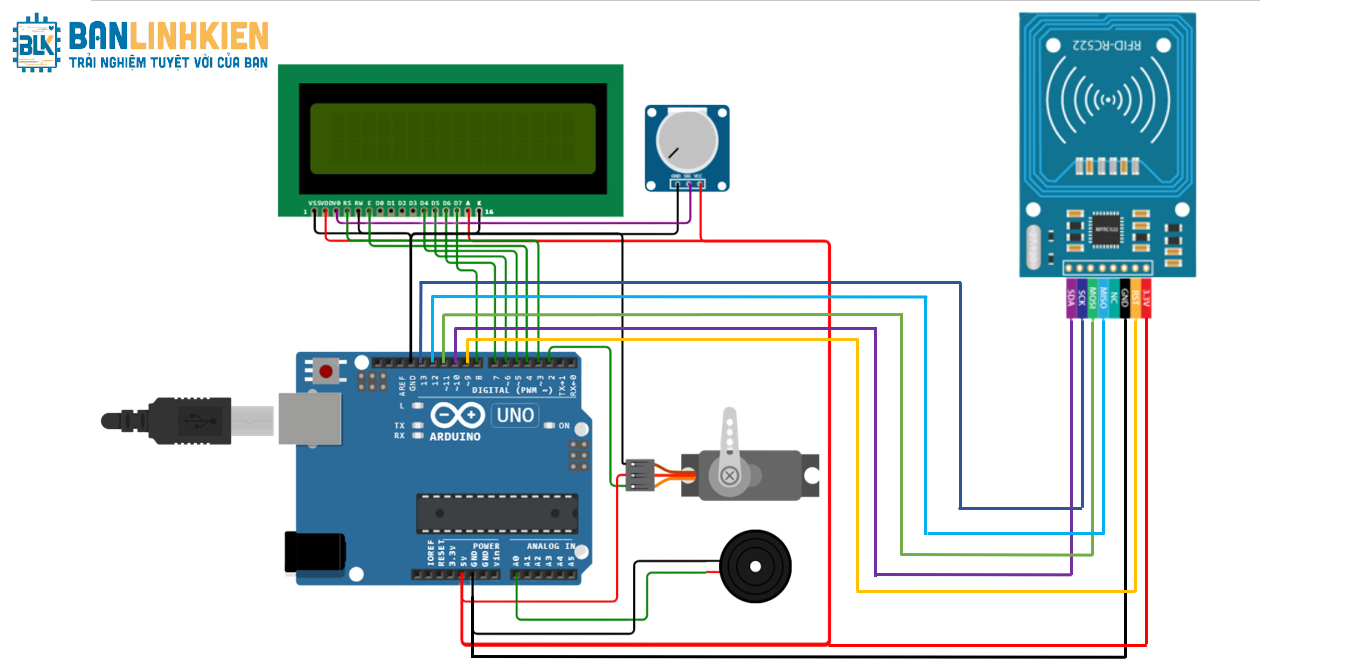 BLK
BANLINHKIEN
TRẢI NGHIỆM TUYỆT VỜI CỦA BẠN
RFID-RC522
GND SIG VCC
VSS VDD V0 RS RW E D0 D1 D2 D3 D4 D5 D6 D7 A K
1 16
MFRC522
SDA SCK MOSI MISO NC GND RST 3.3V
AREF GND 13 12 ~11 ~10 ~9 8 7 ~6 ~5 4 ~3 2 TX→1 RX←0
DIGITAL (PWM ~)
L
UNO
TX ON
RX ARDUINO
IOREF RESET 3.3V 5V GND GND Vin A0 A1 A2 A3 A4 A5
POWER ANALOG IN